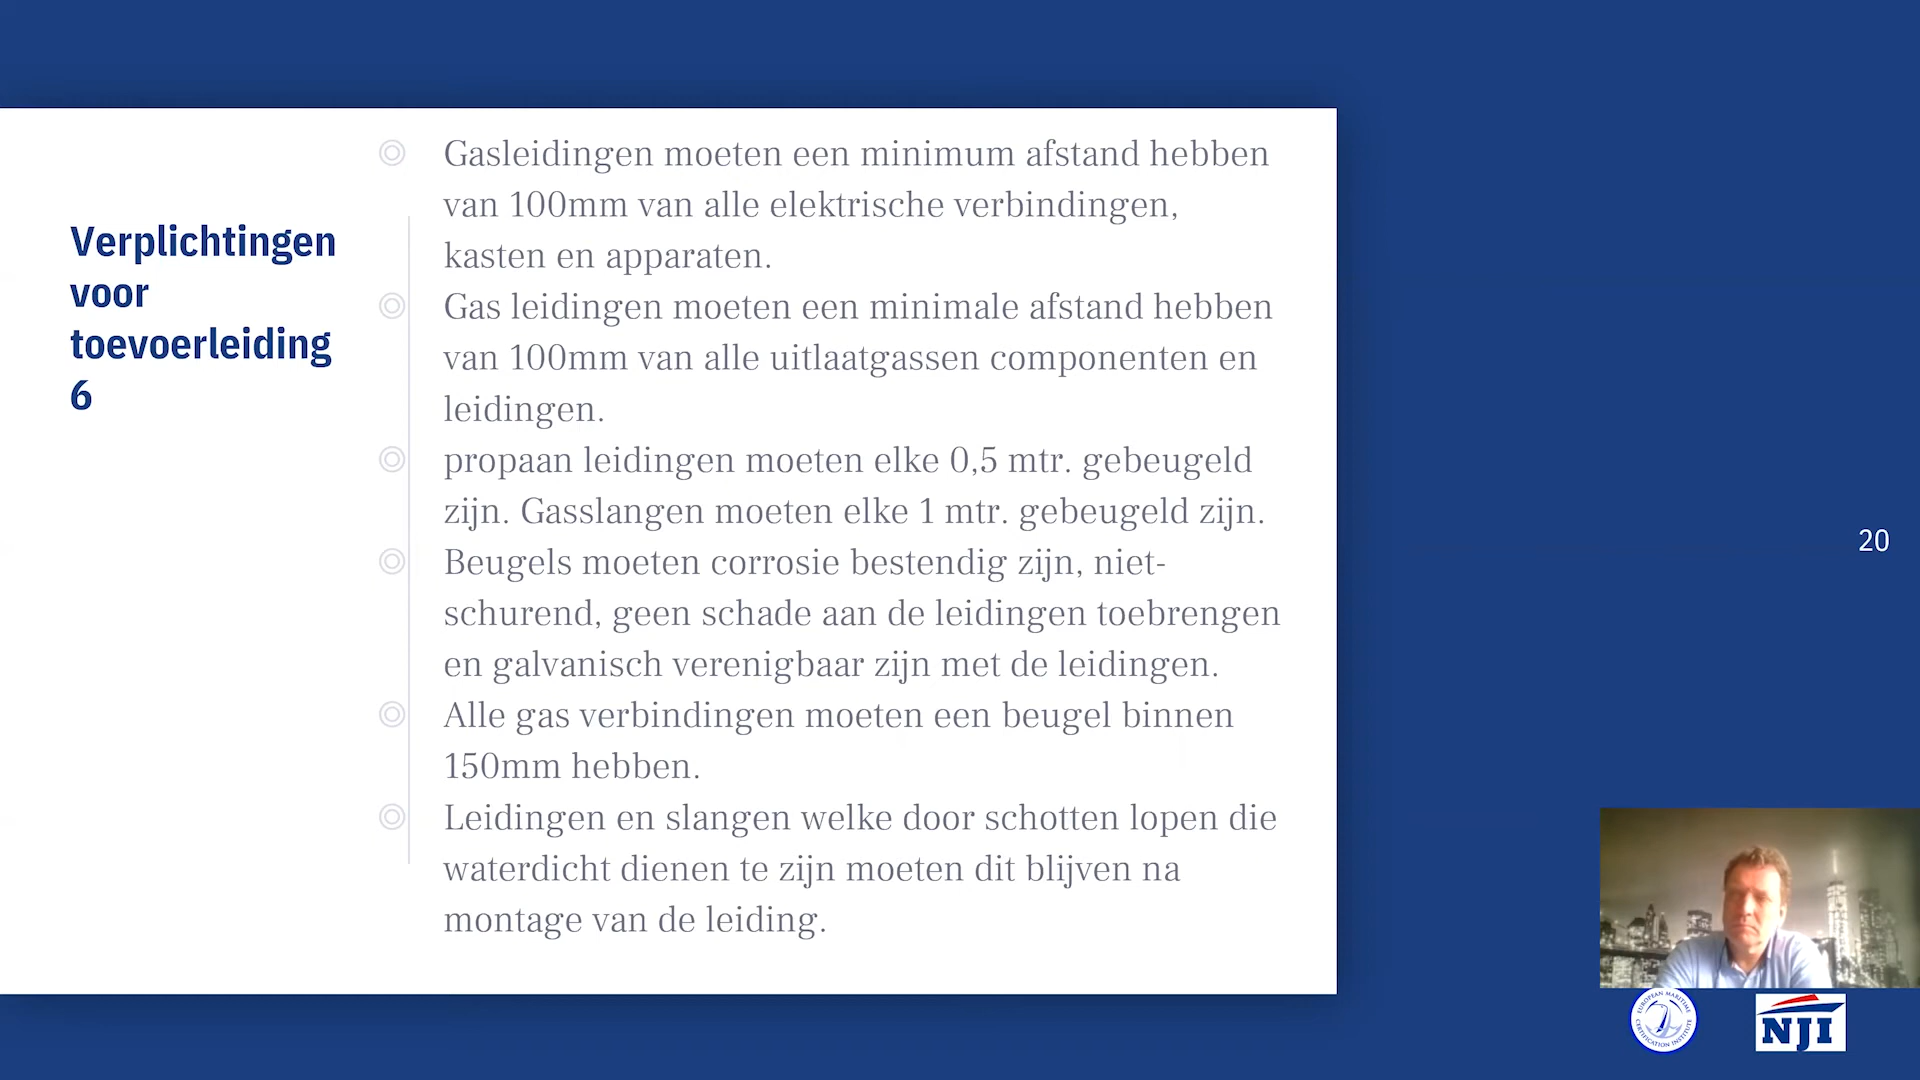 Verplichtingen
voor
toevoerleiding
6
Gasleidingen moeten een minimum afstand hebben
van 100mm van alle elektrische verbindingen,
kasten en apparaten.
Gas leidingen moeten een minimale afstand hebben
van 100mm van alle uitlaatgassen componenten en
leidingen.
propaan leidingen moeten elke 0,5 mtr. gebeugeld
zijn. Gasslangen moeten elke 1 mtr. gebeugeld zijn.
Beugels moeten corrosie bestendig zijn, niet-
schurend, geen schade aan de leidingen toebrengen
en galvanisch verenigbaar zijn met de leidingen.
Alle gas verbindingen moeten een beugel binnen
150mm hebben.
Leidingen en slangen welke door schotten lopen die
waterdicht dienen te zijn moeten dit blijven na
montage van de leiding.
20
EUROPEAN MARITIME
CERTIFICATION INSTITUTE
NJI